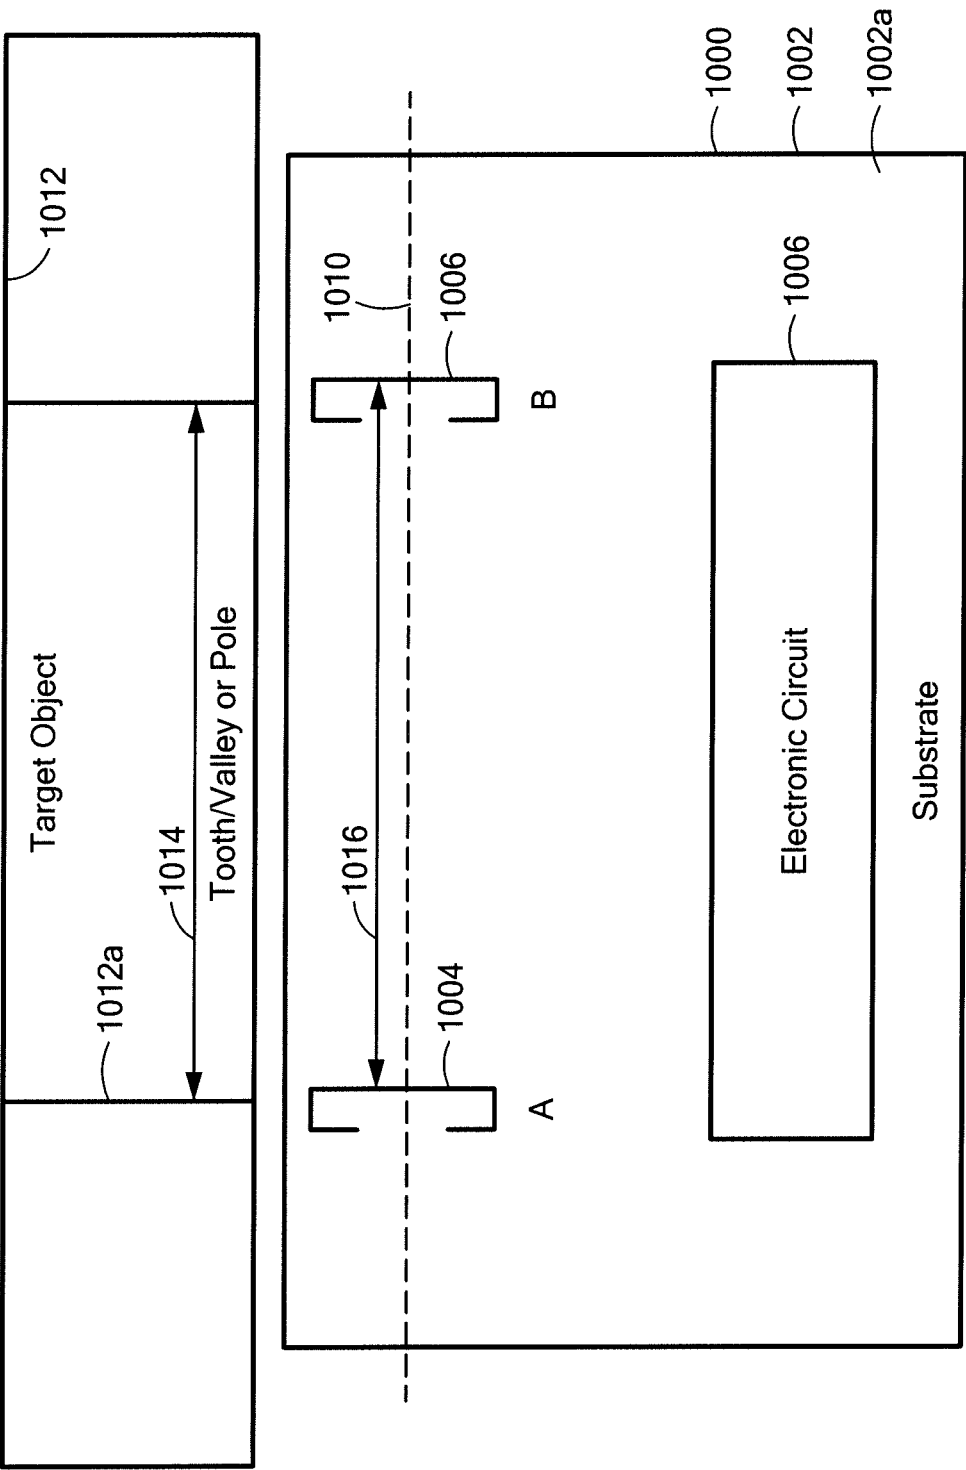 1012
Target Object
1012a
1014
Tooth/Valley or Pole
1010
1016
1004
1006
A
B
1000
1002
1002a
1006
Electronic Circuit
Substrate